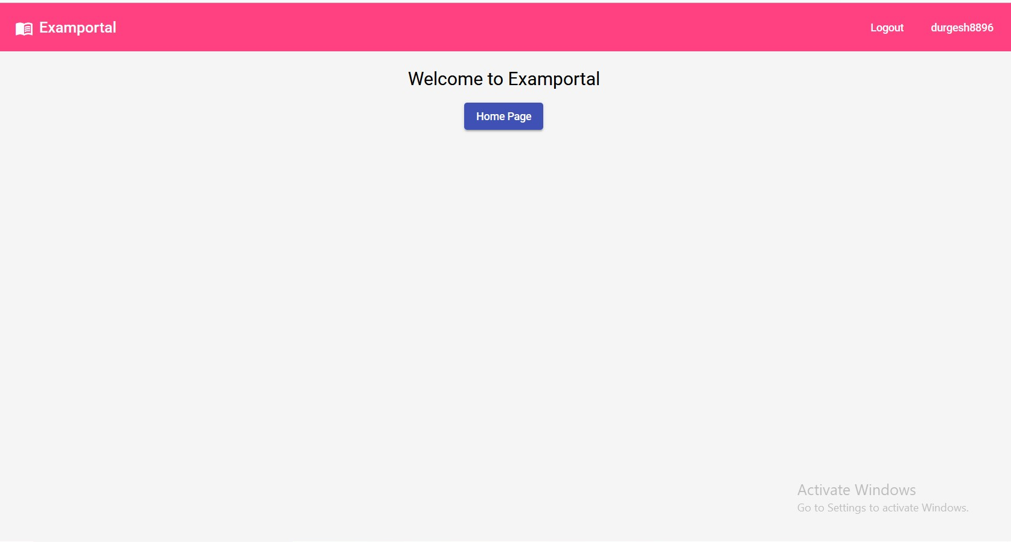 Examportal
Logout
durgesh8896
Welcome to Examportal
Home Page
Activate Windows
Go to Settings to activate Windows.